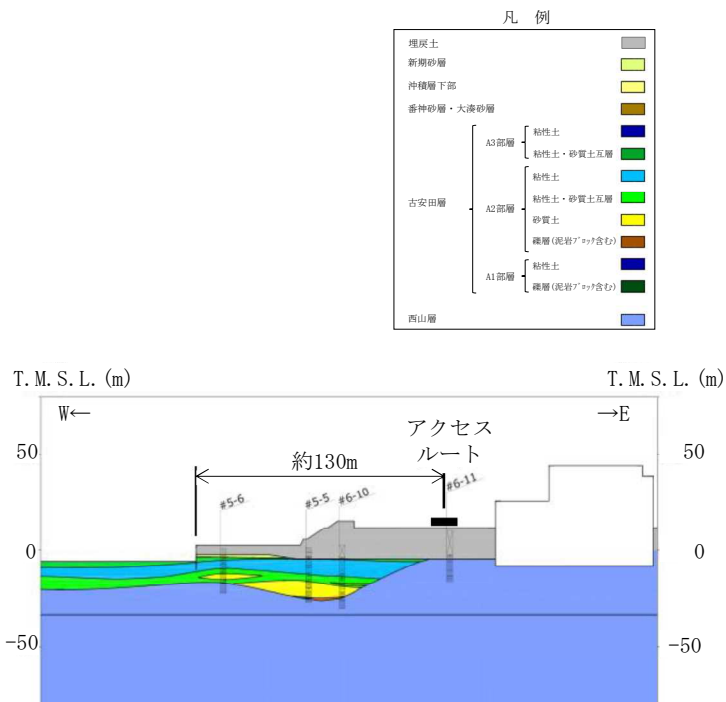 凡 例
埋戻土
新期砂層
沖積層下部
番神砂層・大湊砂層
古安田層
A3部層
粘性土
粘性土・砂質土互層
A2部層
粘性土
粘性土・砂質土互層
砂質土
礫層(泥岩ﾌﾞﾛｯｸ含む)
A1部層
粘性土
礫層(泥岩ﾌﾞﾛｯｸ含む)
西山層
T.M.S.L.(m)
T.M.S.L.(m)
W←
→E
アクセス
ルート
約130m
50
50
#5-6
#5-5
#6-10
#6-11
0
0
-50
-50